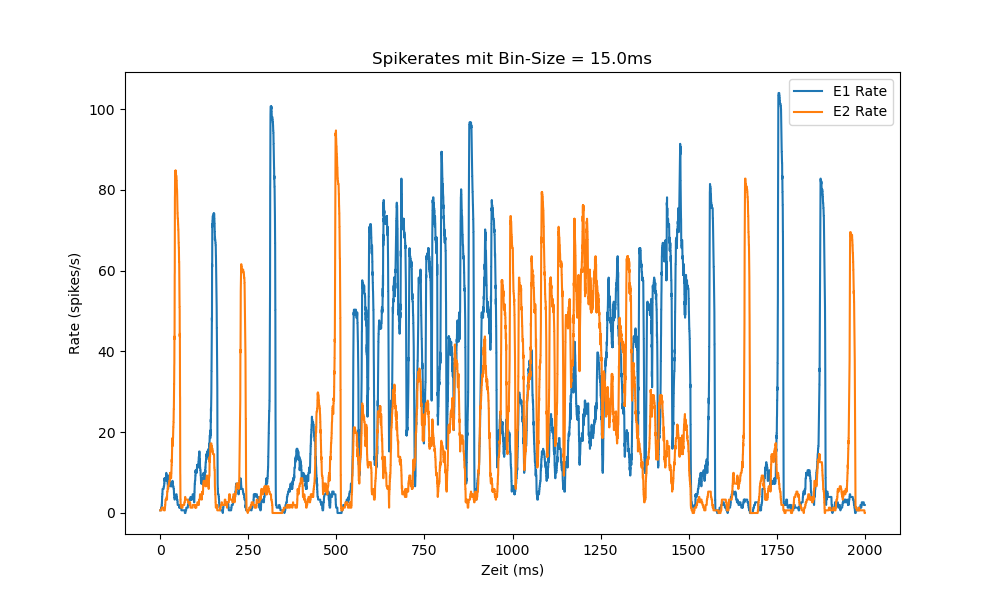 Spikerates mit Bin-Size = 15.0ms
E1 Rate
E2 Rate
Rate (spikes/s)
100
80
60
40
20
0
0 250 500 750 1000 1250 1500 1750 2000
Zeit (ms)